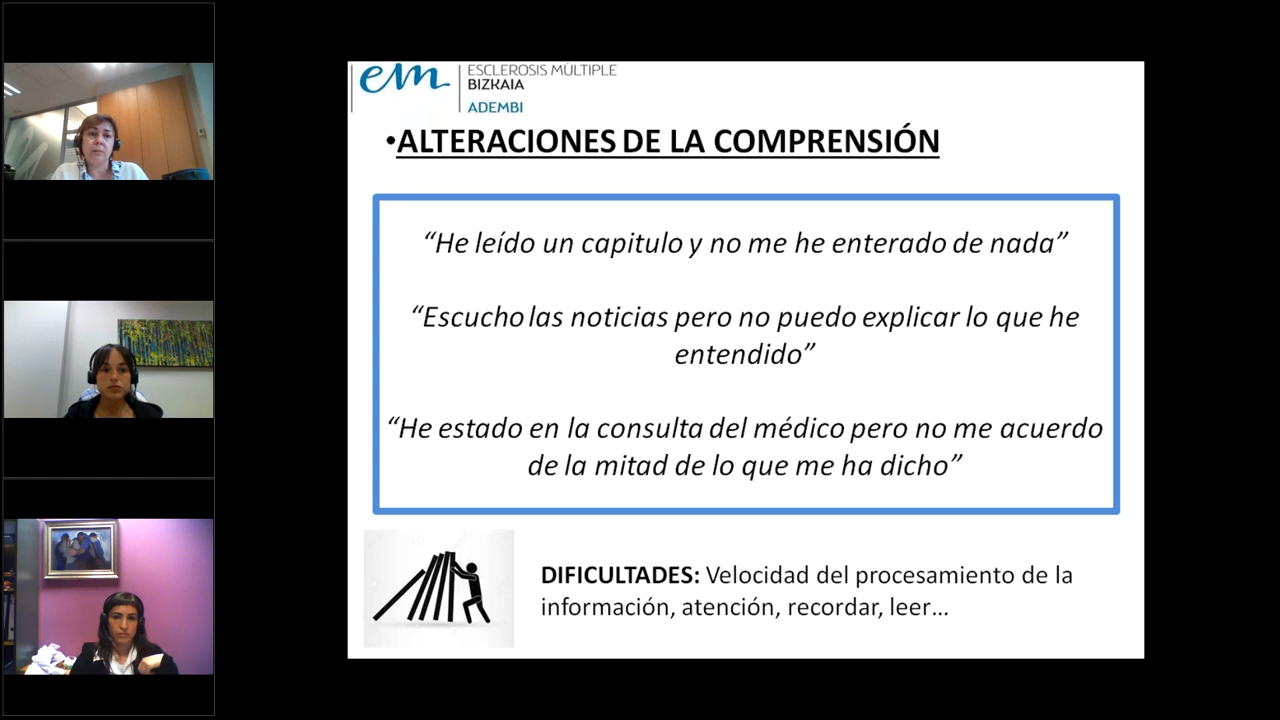 em
ESCLEROSIS MÚLTIPLE
BIZKAIA
ADEMBI
•ALTERACIONES DE LA COMPRENSIÓN
“He leído un capitulo y no me he enterado de nada”
“Escucho las noticias pero no puedo explicar lo que he
entendido”
“He estado en la consulta del médico pero no me acuerdo
de la mitad de lo que me ha dicho”
DIFICULTADES: Velocidad del procesamiento de la
información, atención, recordar, leer...